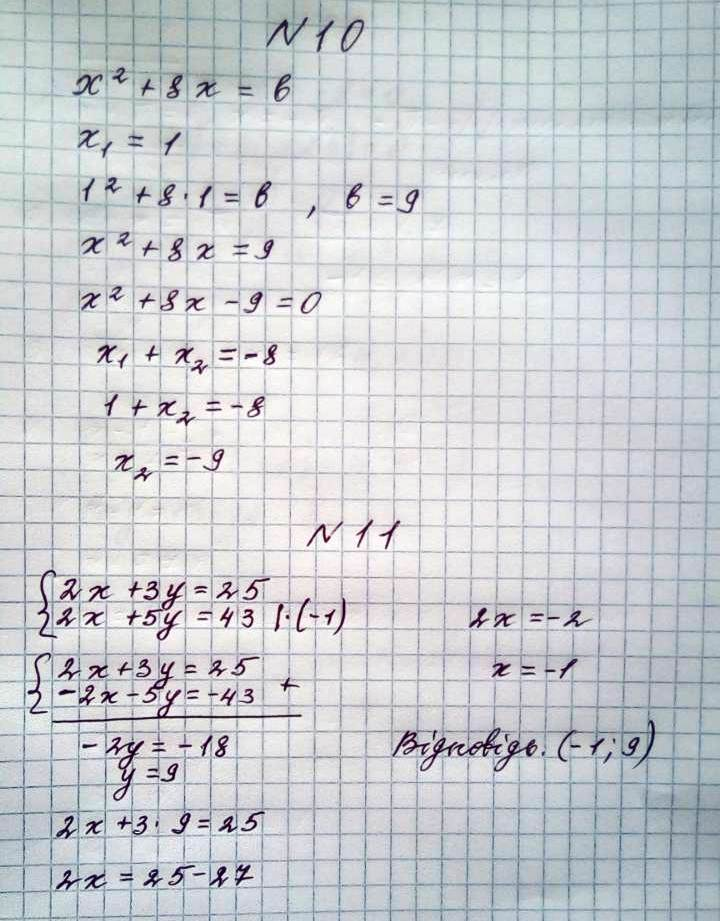 N10
x² + 8x = в
x₁ = 1
1² + 8·1 = в , в = 9
x² + 8x = 9
x² + 8x - 9 = 0
x₁ + x₂ = -8
1 + x₂ = -8
x₂ = -9
N11
{2x + 3y = 25
2x + 5y = 43 |·(-1)
{2x + 3y = 25
-2x - 5y = -43 +
-2y = -18
y = 9
2x + 3·9 = 25
2x = 25 - 27
2x = -2
x = -1
Відповідь. (-1; 9)